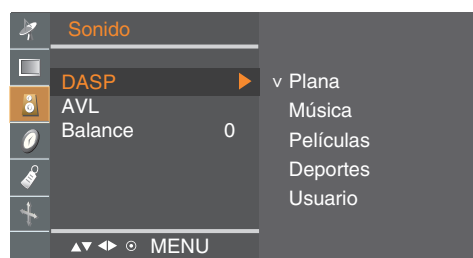 Sonido
DASP
AVL
Balance 0
v Plana
Música
Películas
Deportes
Usuario
MENU